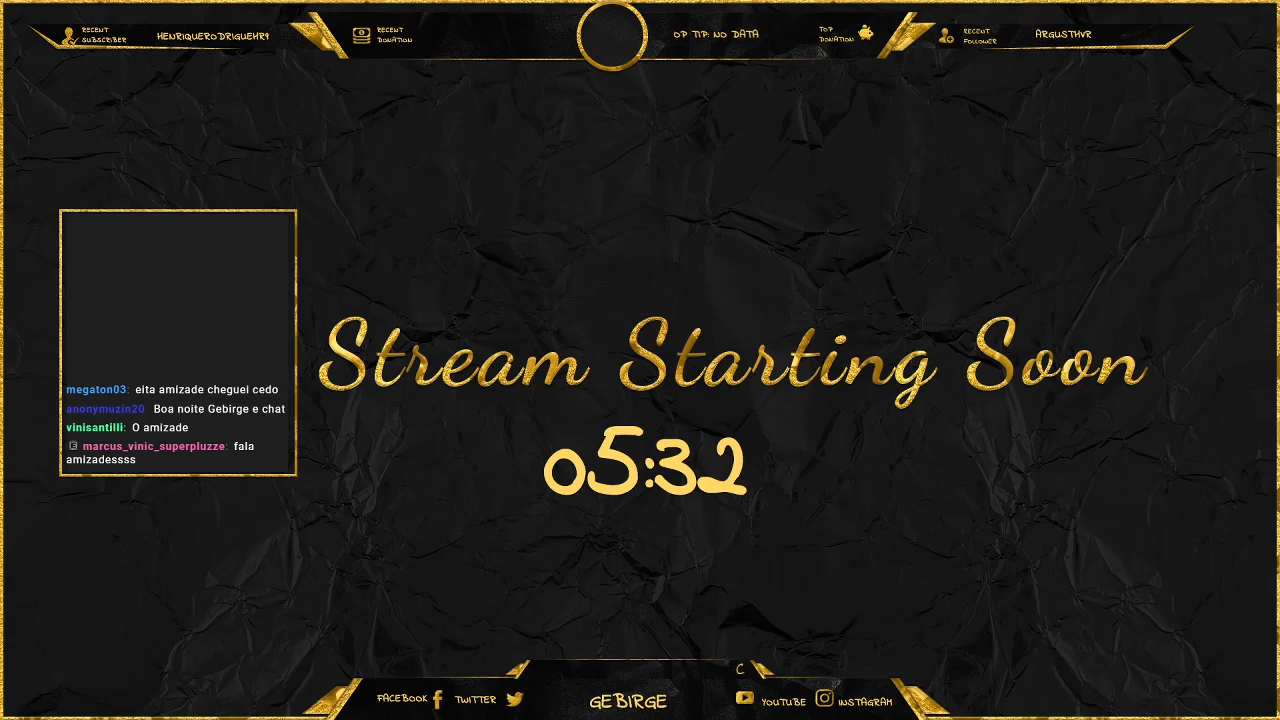 RECENT
SUBSCRIBER
HENRIQUERODRIGUEHR9
RECENT
DONATION
OP TIP: NO DATA
TOP
DONATION
RECENT
FOLLOWER
ARGUSTHVR
megaton03: eita amizade cheguei cedo
anonymuzin20 Boa noite Gebirge e chat
vinisantilli: O amizade
marcus_vinic_superpluzze: fala
amizadessss
Stream Starting Soon
05:32
C
FACEBOOK
TWITTER
GEBIRGE
YOUTUBE
INSTAGRAM